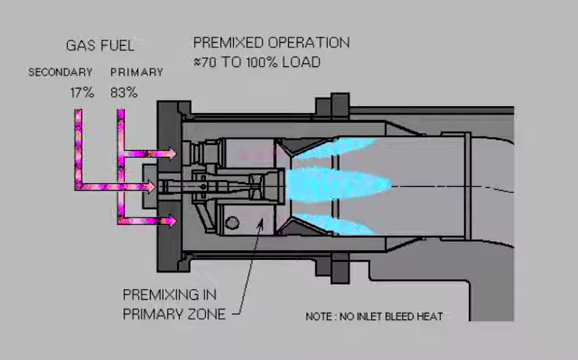 GAS FUEL
SECONDARY PRIMARY
17% 83%
PREMIXED OPERATION
≈70 TO 100% LOAD
PREMIXING IN
PRIMARY ZONE
NOTE : NO INLET BLEED HEAT